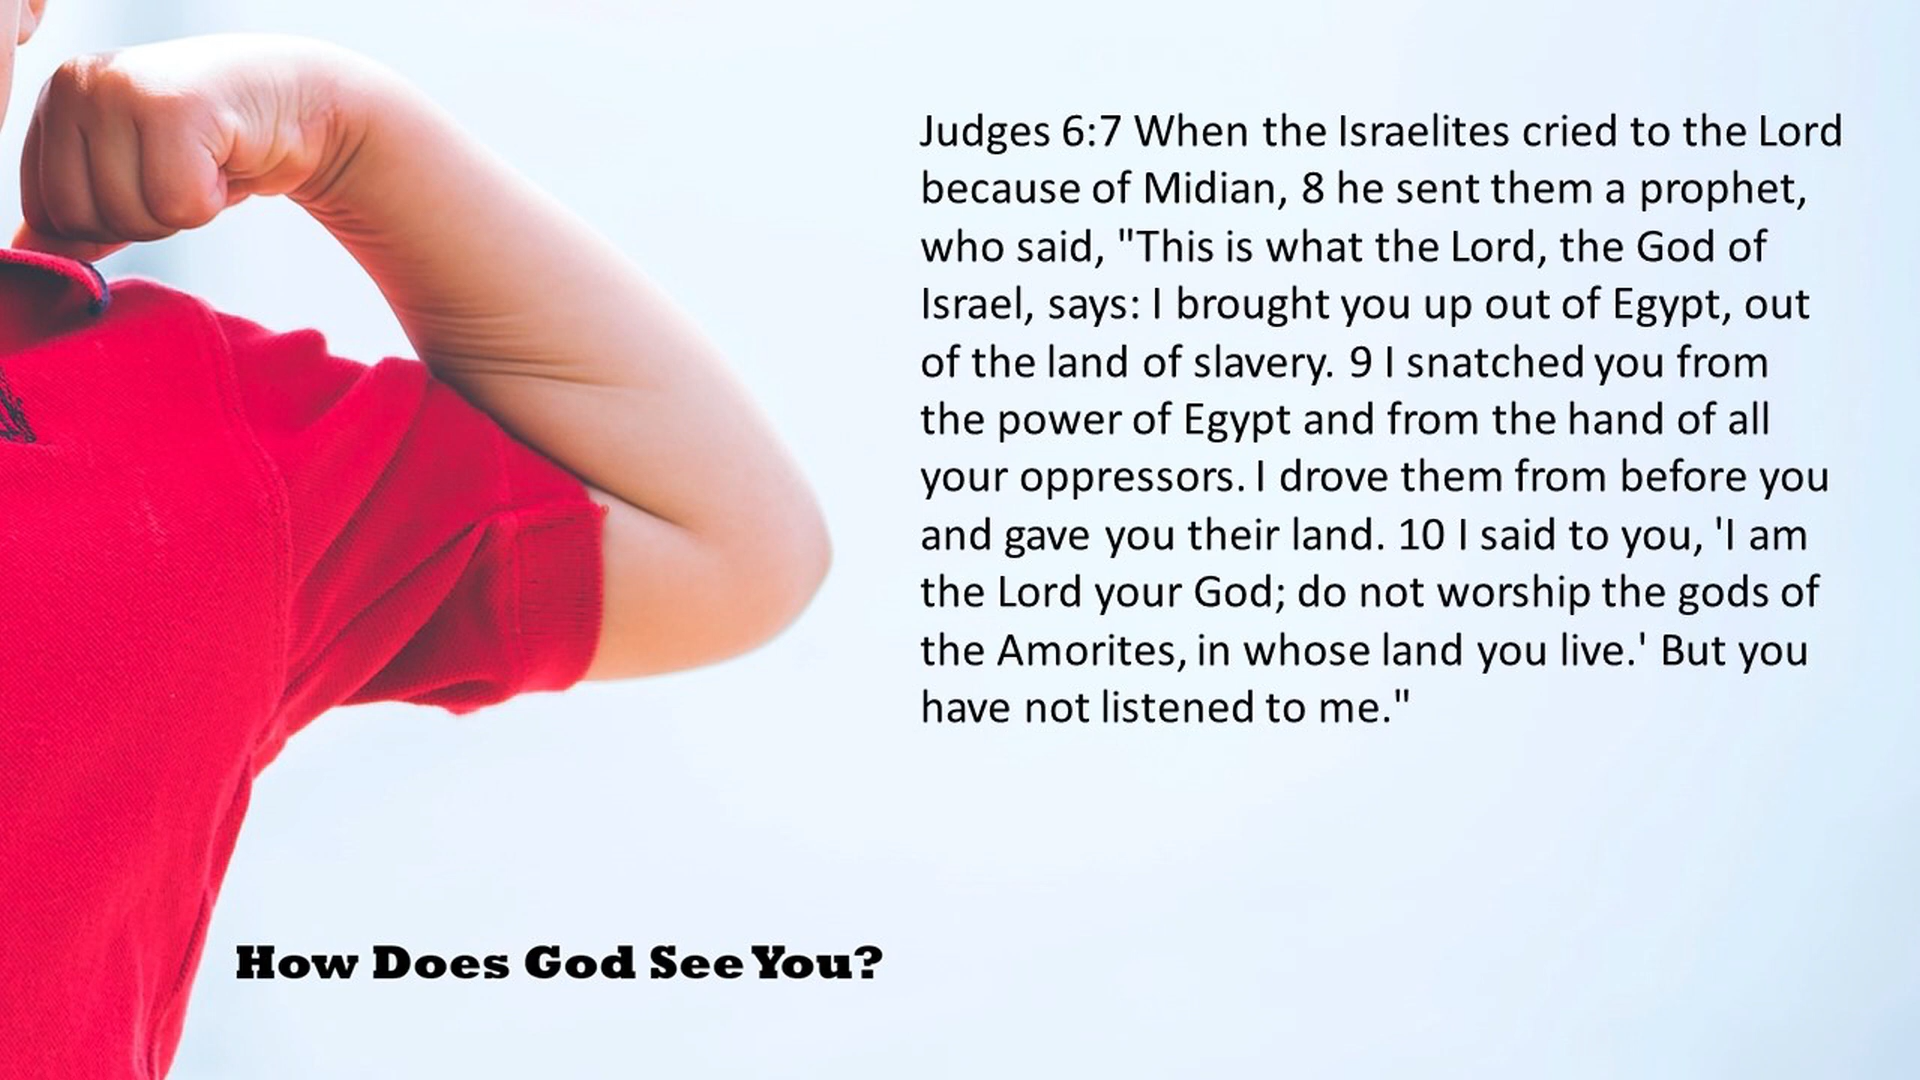 Judges 6:7 When the Israelites cried to the Lord
because of Midian, 8 he sent them a prophet,
who said, "This is what the Lord, the God of
Israel, says: I brought you up out of Egypt, out
of the land of slavery. 9 I snatched you from
the power of Egypt and from the hand of all
your oppressors. I drove them from before you
and gave you their land. 10 I said to you, 'I am
the Lord your God; do not worship the gods of
the Amorites, in whose land you live.' But you
have not listened to me."
How Does God See You?